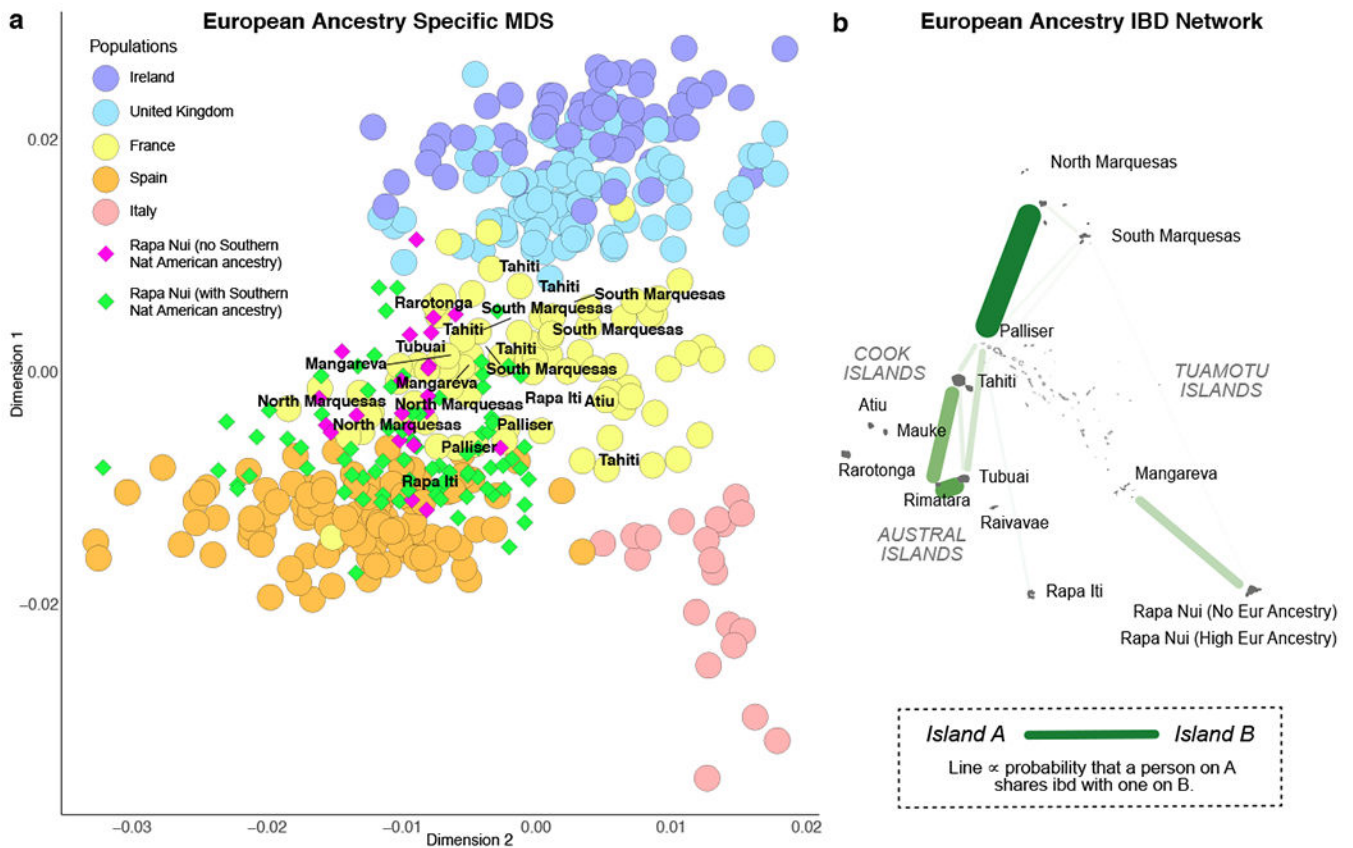 a
European Ancestry Specific MDS
Populations
Ireland
United Kingdom
France
Spain
Italy
Rapa Nui (no Southern
Nat American ancestry)
Rapa Nui (with Southern
Nat American ancestry)
Dimension 1
0.02
0.00
−0.02
Tahiti
Tahiti
South Marquesas
Rarotonga
South Marquesas
Tahiti
South Marquesas
Tubuai
Tahiti
Mangareva
South Marquesas
Mangareva
North Marquesas
North Marquesas
Rapa Iti
Atiu
North Marquesas
Palliser
Palliser
Tahiti
Rapa Iti
−0.03
−0.02
−0.01
0.00
0.01
0.02
Dimension 2
b
European Ancestry IBD Network
North Marquesas
South Marquesas
Palliser
COOK
ISLANDS
Tahiti
TUAMOTU
ISLANDS
Atiu
Mauke
Rarotonga
Tubuai
Mangareva
Rimatara
Raivavae
AUSTRAL
ISLANDS
Rapa Iti
Rapa Nui (No Eur Ancestry)
Rapa Nui (High Eur Ancestry)
Island A
Island B
Line ∝ probability that a person on A
shares ibd with one on B.